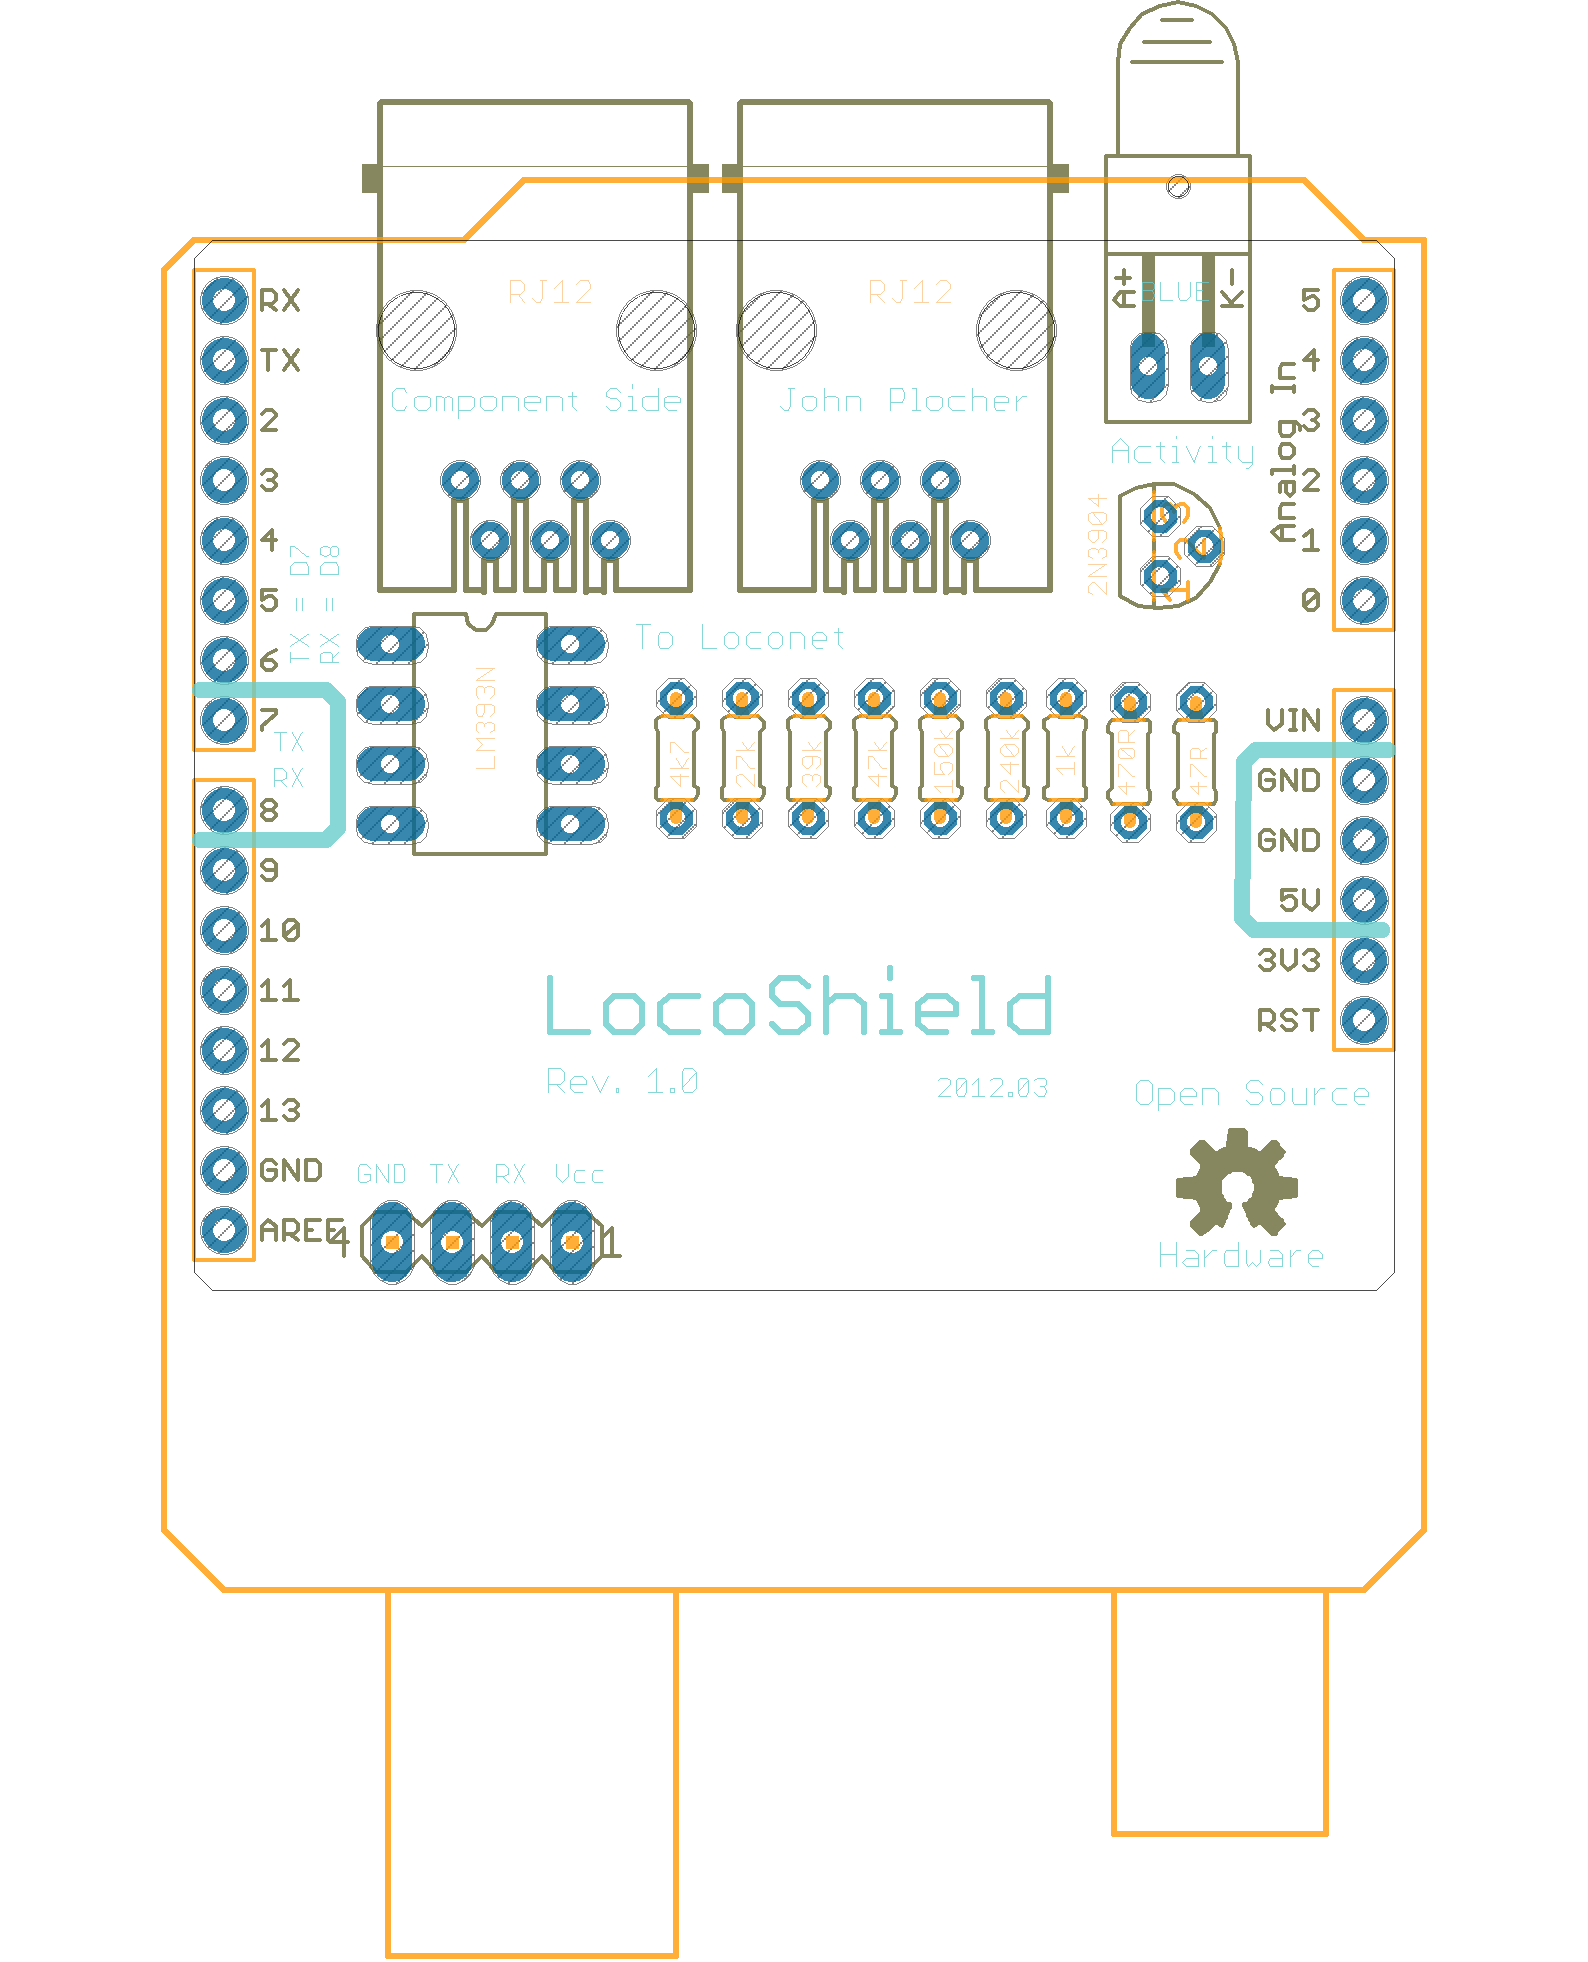 RJ12
RJ12
A+
BLUE
K-
Component Side
John Plocher
Activity
RX
TX
2
3
4
5
6
7
TX = D7
RX = D8
TX
RX
8
9
10
11
12
13
GND
AREF
5
4
3
2
1
0
Analog In
2N3904
3
2
1
To Loconet
LM393N
4k7
27k
39k
47k
150k
240k
1k
470R
47R
VIN
GND
GND
5V
3V3
RST
LocoShield
Rev. 1.0
2012.03
Open Source
Hardware
GND TX RX Vcc
4
1